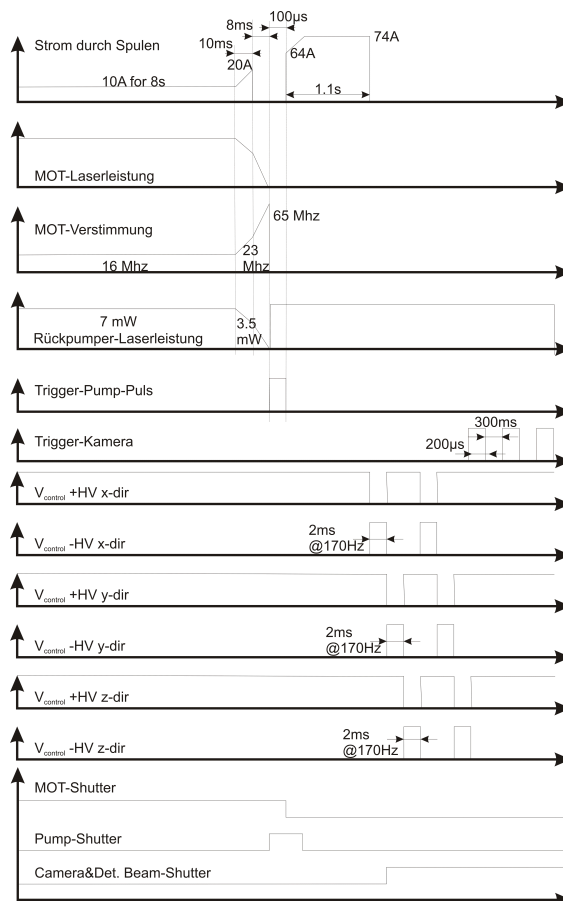 100µs
8ms
10ms
Strom durch Spulen
74A
64A
20A
10A for 8s
1.1s
MOT-Laserleistung
65 Mhz
MOT-Verstimmung
23
Mhz
16 Mhz
7 mW
3.5
mW
Rückpumper-Laserleistung
Trigger-Pump-Puls
300ms
Trigger-Kamera
200µs
Vcontrol +HV x-dir
2ms
@170Hz
Vcontrol -HV x-dir
Vcontrol +HV y-dir
2ms
@170Hz
Vcontrol -HV y-dir
Vcontrol +HV z-dir
2ms
@170Hz
Vcontrol -HV z-dir
MOT-Shutter
Pump-Shutter
Camera&Det. Beam-Shutter